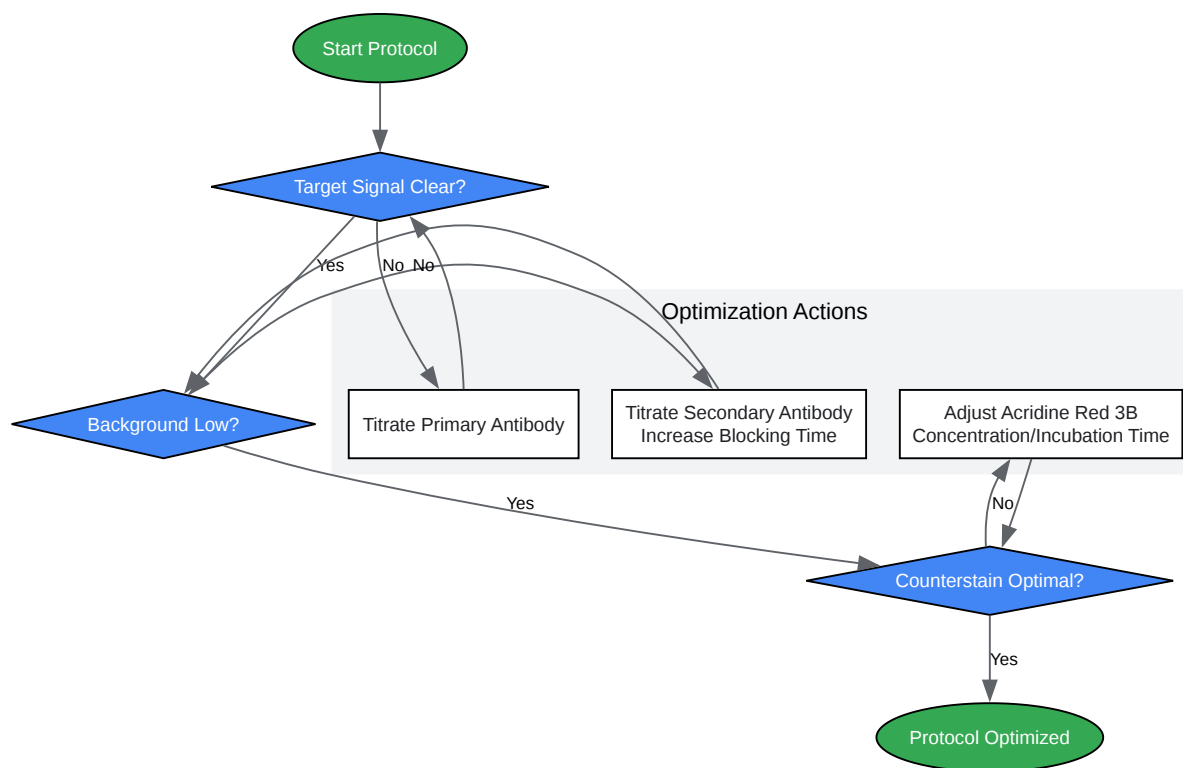 Start Protocol
Target Signal Clear?
Yes
No
No
Optimization Actions
Background Low?
Titrate Primary Antibody
Titrate Secondary Antibody
Increase Blocking Time
Adjust Acridine Red 3B
Concentration/Incubation Time
Yes
No
Counterstain Optimal?
Yes
Protocol Optimized